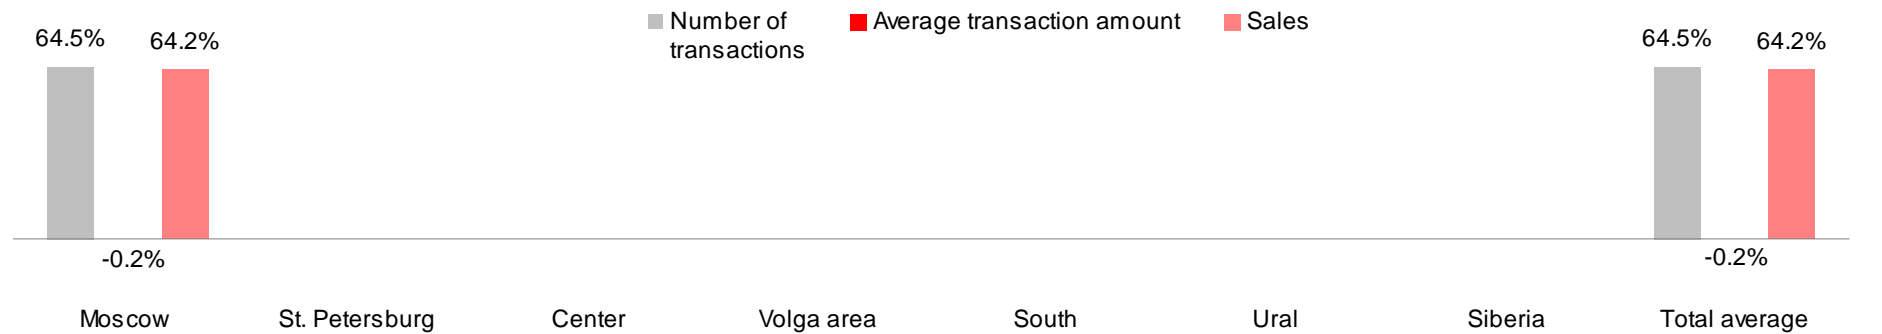 Number of
transactions
Average transaction amount
Sales
64.5%
64.2%
64.5%
64.2%
-0.2%
-0.2%
Moscow
St. Petersburg
Center
Volga area
South
Ural
Siberia
Total average